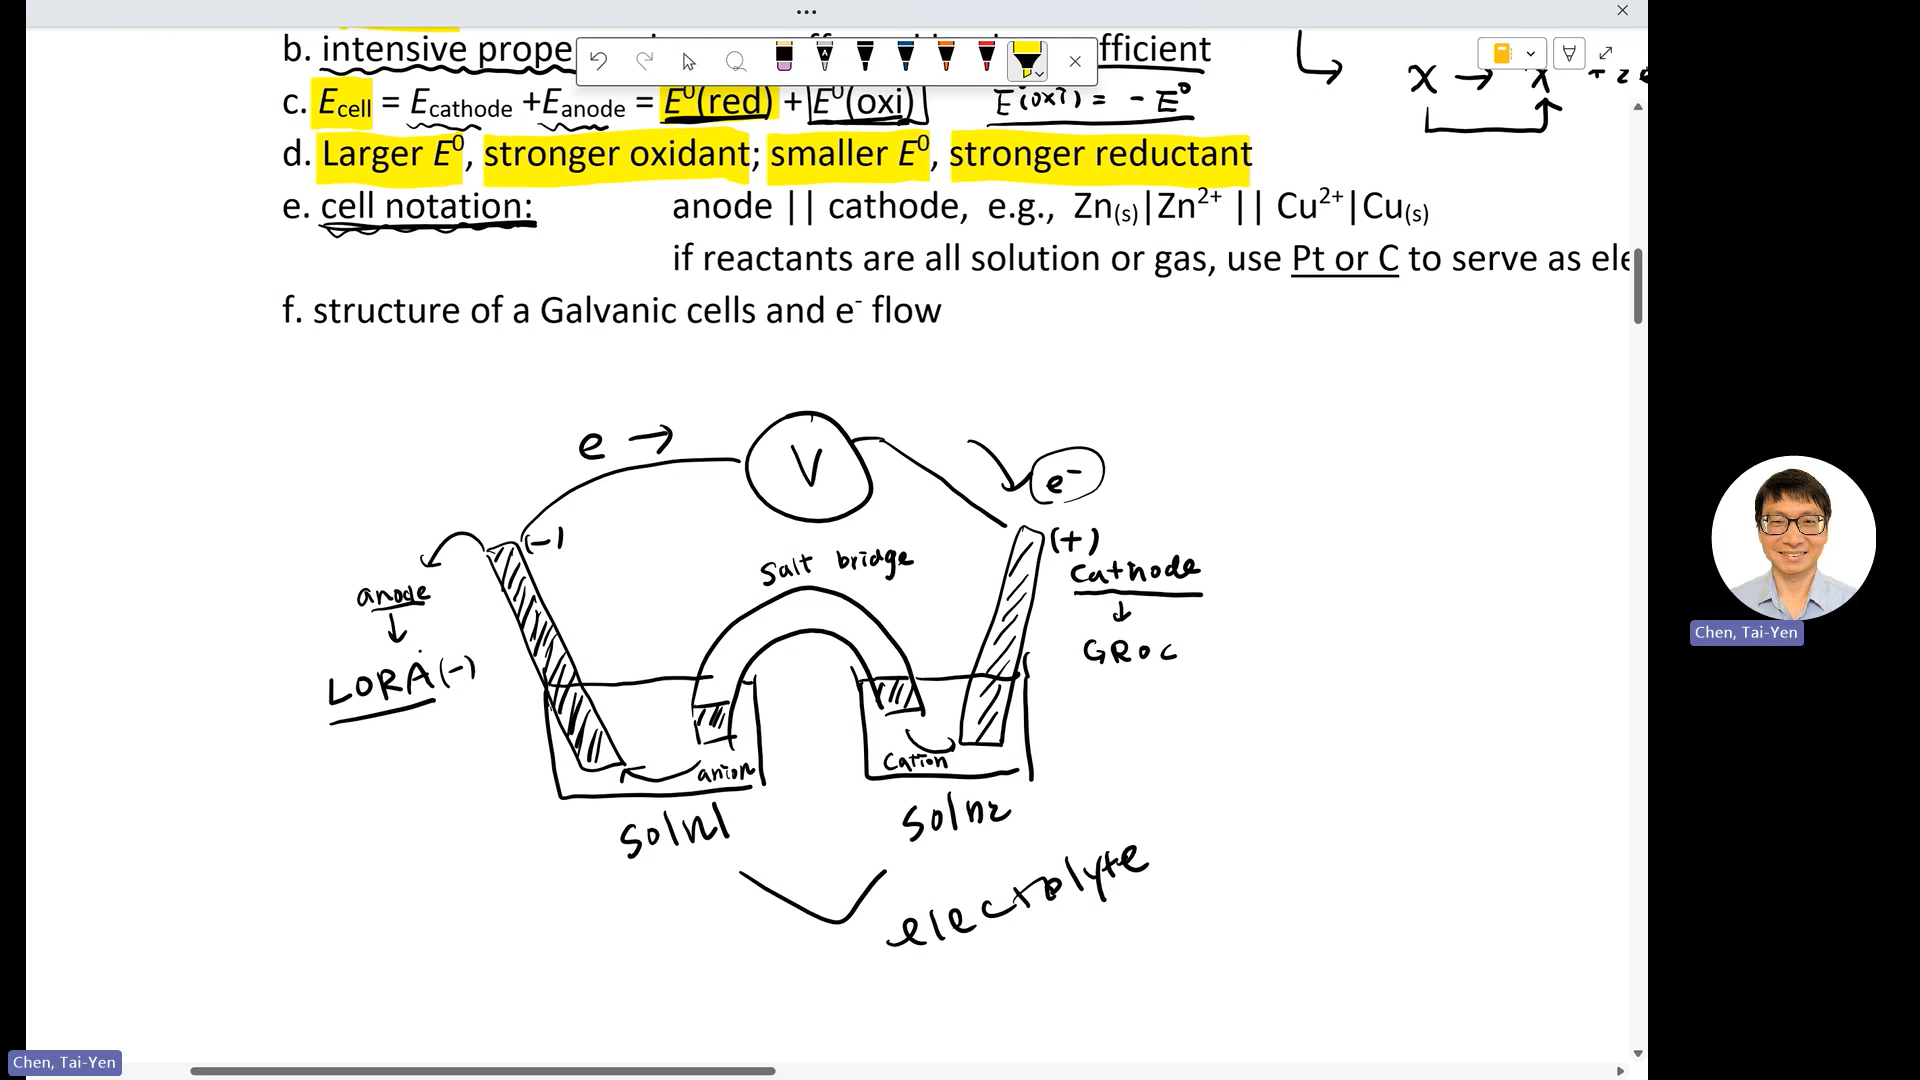 b. intensive prope fficient
x → x + 2
c. Ecell = Ecathode +Eanode = E0(red) + E0(oxi) E(oxi) = - E0
d. Larger E0, stronger oxidant; smaller E0, stronger reductant
e. cell notation: anode || cathode, e.g., Zn(s)|Zn2+ || Cu2+|Cu(s)
if reactants are all solution or gas, use Pt or C to serve as ele
f. structure of a Galvanic cells and e- flow
e →
V
e-
(-)
(+)
Salt bridge
Cathode
anode
↓
↓
GROC
LORA (-)
anion
Cation
Soln1
Soln2
electrolyte
Chen, Tai-Yen
Chen, Tai-Yen